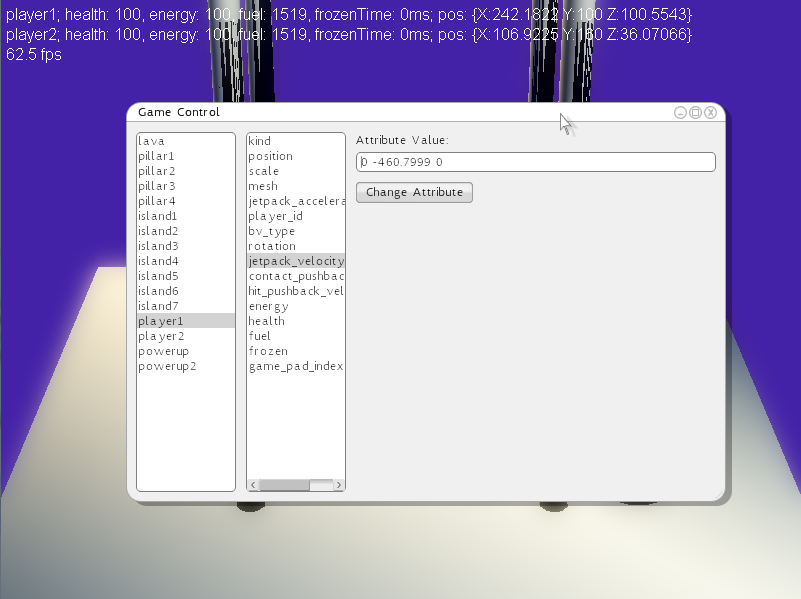 player1; health: 100, energy: 100, fuel: 1519, frozenTime: 0ms; pos: {X:242.1822 Y:100 Z:100.5543}
player2; health: 100, energy: 100, fuel: 1519, frozenTime: 0ms; pos: {X:106.9225 Y:160 Z:36.07066}
62.5 fps
Game Control
lava
pillar1
pillar2
pillar3
pillar4
island1
island2
island3
island4
island5
island6
island7
player1
player2
powerup
powerup2
kind
position
scale
mesh
jetpack_accelera
player_id
bv_type
rotation
jetpack_velocity
contact_pushbac
hit_pushback_vel
energy
health
fuel
frozen
game_pad_index
Attribute Value:
0 -460.7999 0
Change Attribute